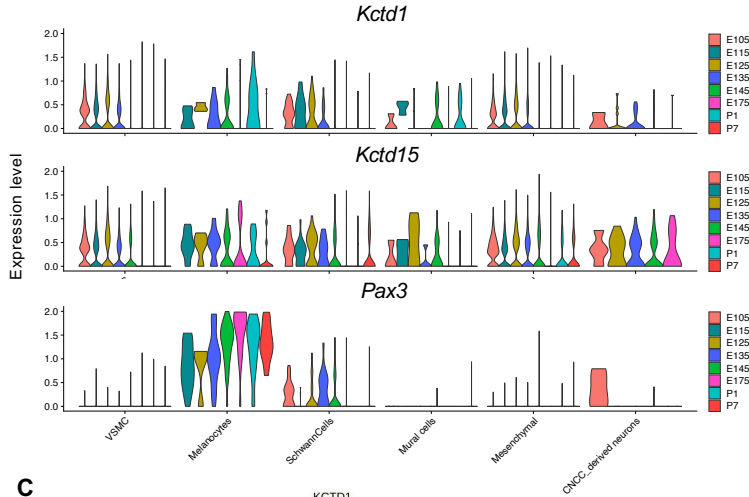 Kctd1
2.0
1.5
1.0
0.5
0.0
E105
E115
E125
E135
E145
E175
P1
P7
Kctd15
2.0
1.5
1.0
0.5
0.0
E105
E115
E125
E135
E145
E175
P1
P7
Expression level
Pax3
2.0
1.5
1.0
0.5
0.0
E105
E115
E125
E135
E145
E175
P1
P7
VSMC
Melanocytes
SchwannCells
Mural cells
Mesenchymal
CNCC_derived neurons
C
KCTD1